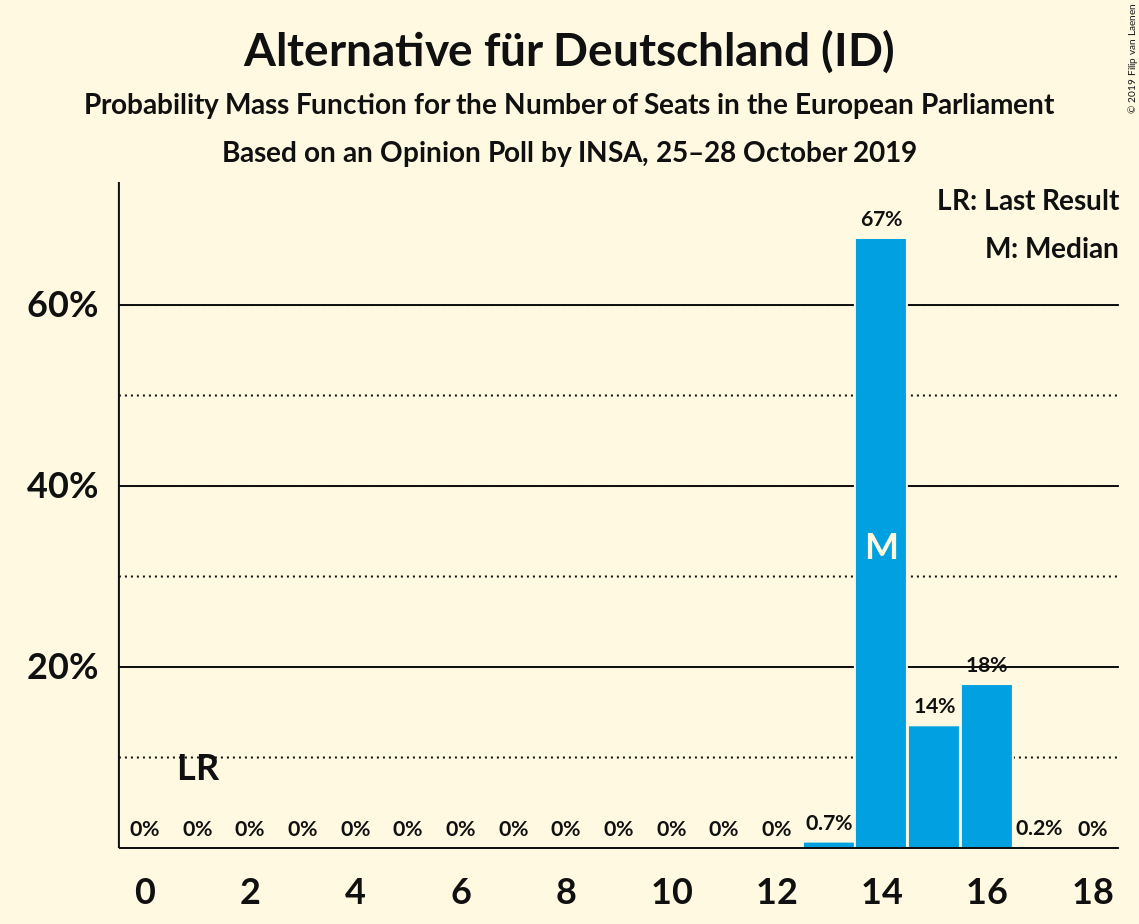 Alternative für Deutschland (ID)
Probability Mass Function for the Number of Seats in the European Parliament
Based on an Opinion Poll by INSA, 25–28 October 2019
© 2019 Filip van Laenen
LR: Last Result
M: Median
67%
60%
40%
M
20%
18%
14%
LR
0% 0% 0% 0% 0% 0% 0% 0% 0% 0% 0% 0% 0% 0.7% 0.2% 0%
0 2 4 6 8 10 12 14 16 18